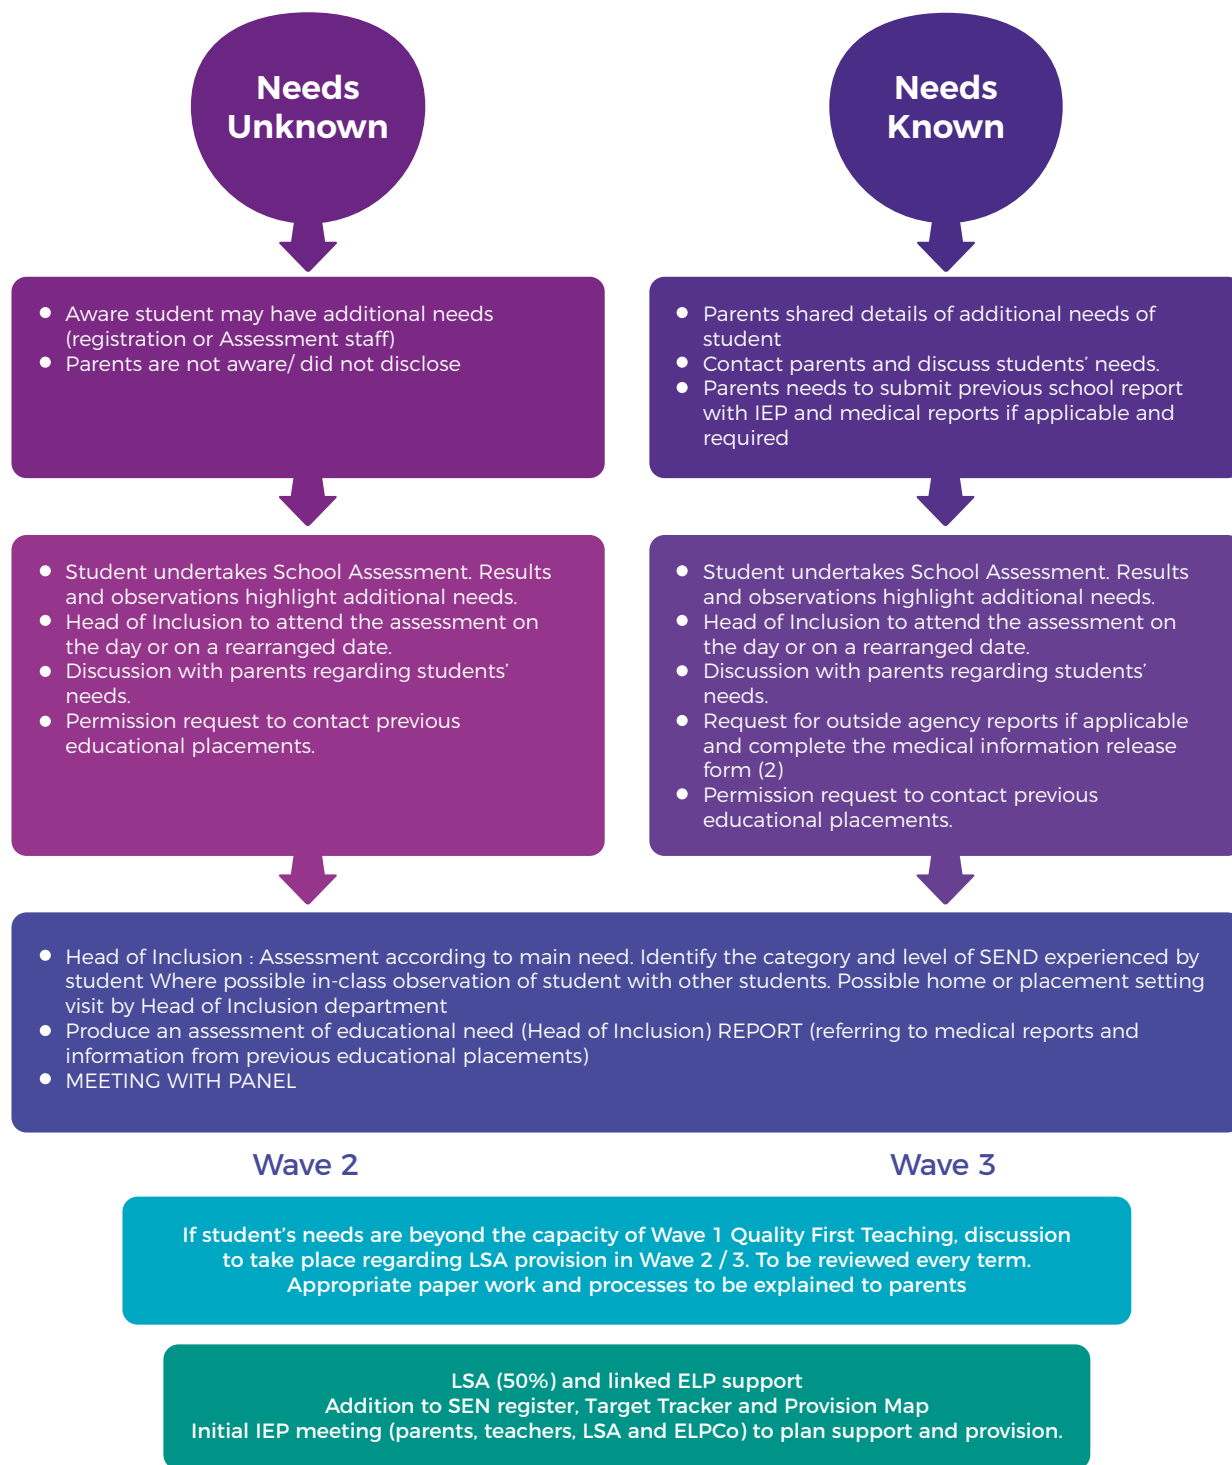 Needs
Unknown
Aware student may have additional needs
(registration or Assessment staff)
Parents are not aware/ did not disclose
Student undertakes School Assessment. Results
and observations highlight additional needs.
Head of Inclusion to attend the assessment on
the day or on a rearranged date.
Discussion with parents regarding students’
needs.
Permission request to contact previous
educational placements.
Needs
Known
Parents shared details of additional needs of
student
Contact parents and discuss students’ needs.
Parents needs to submit previous school report
with IEP and medical reports if applicable and
required
Student undertakes School Assessment. Results
and observations highlight additional needs.
Head of Inclusion to attend the assessment on
the day or on a rearranged date.
Discussion with parents regarding students’
needs.
Request for outside agency reports if applicable
and complete the medical information release
form (2)
Permission request to contact previous
educational placements.
Head of Inclusion : Assessment according to main need. Identify the category and level of SEND experienced by
student Where possible in-class observation of student with other students. Possible home or placement setting
visit by Head of Inclusion department
Produce an assessment of educational need (Head of Inclusion) REPORT (referring to medical reports and
information from previous educational placements)
MEETING WITH PANEL
Wave 2
Wave 3
If student’s needs are beyond the capacity of Wave 1 Quality First Teaching, discussion
to take place regarding LSA provision in Wave 2 / 3. To be reviewed every term.
Appropriate paper work and processes to be explained to parents
LSA (50%) and linked ELP support
Addition to SEN register, Target Tracker and Provision Map
Initial IEP meeting (parents, teachers, LSA and ELPCo) to plan support and provision.